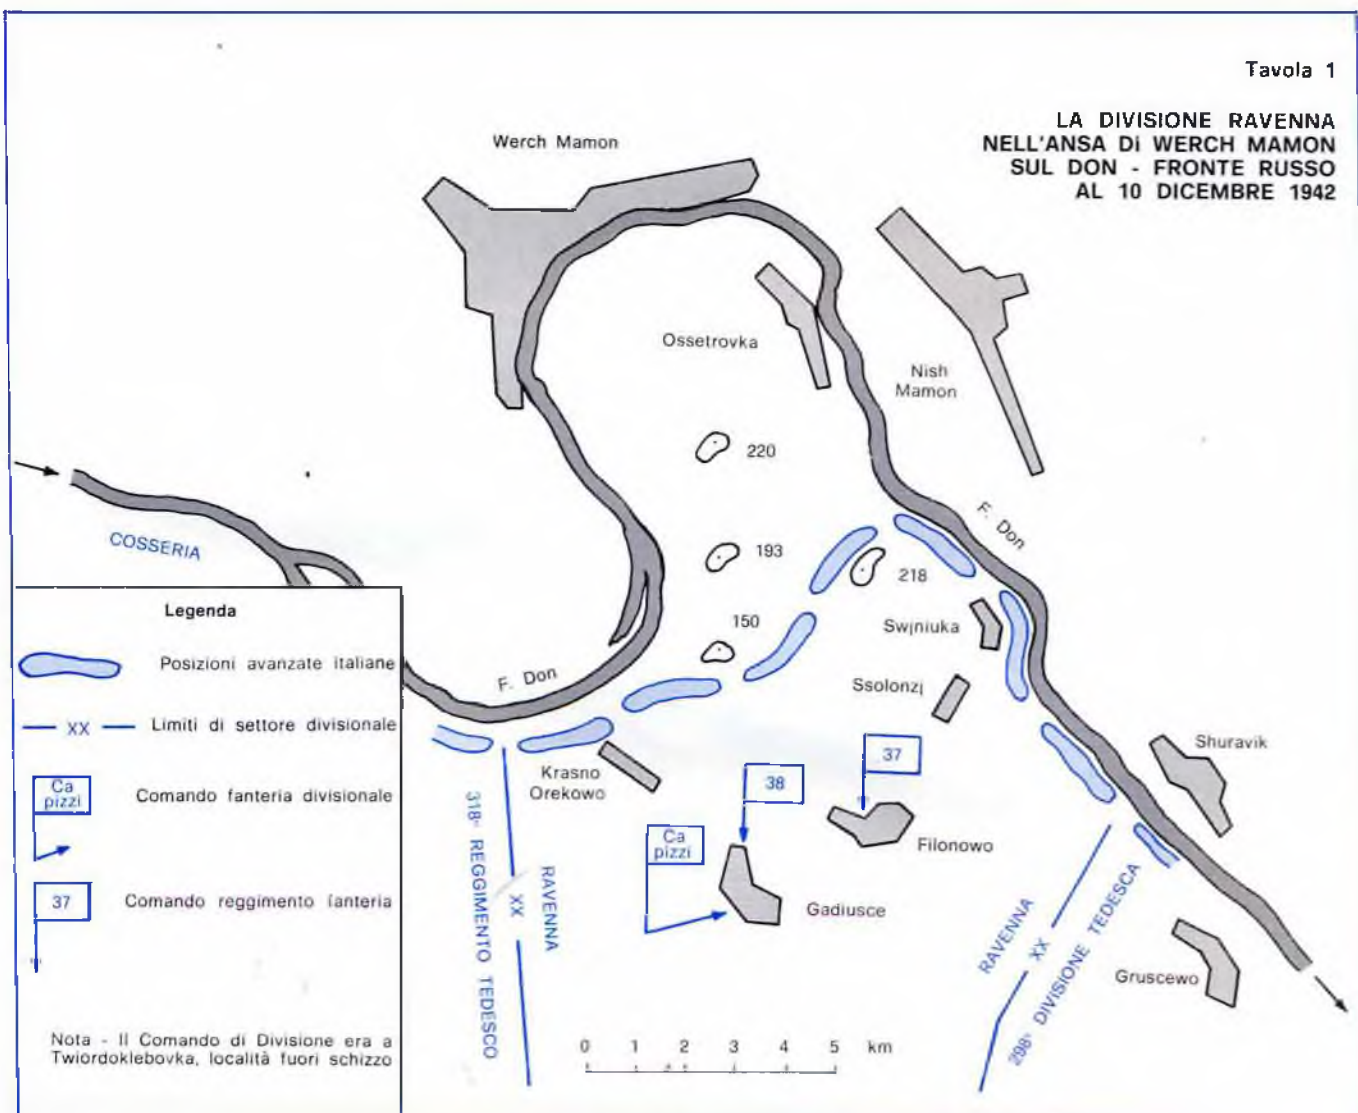 Tavola 1
LA DIVISIONE RAVENNA
NELL'ANSA Di WERCH MAMON
SUL DON - FRONTE RUSSO
AL 10 DICEMBRE 1942
Werch Mamon
Ossetrovka
Nish
Mamon
220
F. Don
COSSERIA
193
218
150
Swjniuka
F. Don
Ssolonzj
Shuravik
Krasno
Orekowo
37
38
Filonowo
Ca
pizzi
Gadiusce
318° REGGIMENTO TEDESCO
XX
RAVENNA
RAVENNA
XX
298° DIVISIONE TEDESCA
Gruscewo
Legenda
Posizioni avanzate italiane
XX
Limiti di settore divisionale
Ca
pizzi
Comando fanteria divisionale
37
Comando reggimento fanteria
Nota - Il Comando di Divisione era a
Twiordoklebovka, località fuori schizzo
0 1 2 3 4 5 km